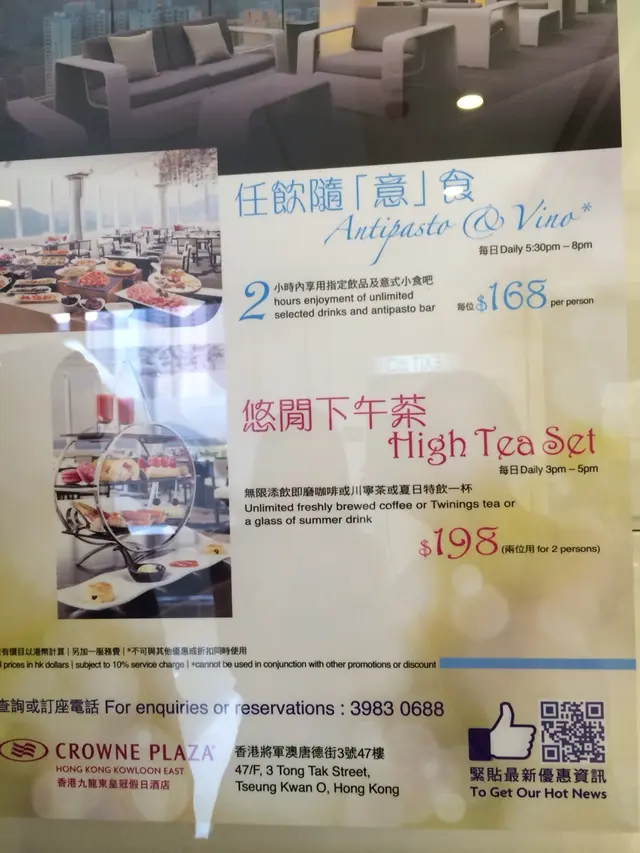 任飲隨「意」食
Antipasto @ Vino*
每日Daily 5:30pm – 8pm
2
小時內享用指定飲品及意式小食吧
hours enjoyment of unlimited
selected drinks and antipasto bar
每位$168 per person
悠閒下午茶
High Tea Set
每日Daily 3pm – 5pm
無限添飲即磨咖啡或川寧茶或夏日特飲一杯
Unlimited freshly brewed coffee or Twinings tea or
a glass of summer drink
$198 (兩位用 for 2 persons)
有價目以港幣計算 | 另加一服務費 | *不可與其他優惠或折扣同時使用
prices in hk dollars | subject to 10% service charge | *cannot be used in conjunction with other promotions or discount
查詢或訂座電話 For enquiries or reservations : 3983 0688
CROWNE PLAZA
HONG KONG KOWLOON EAST
香港九龍東皇冠假日酒店
香港將軍澳唐德街3號47樓
47/F, 3 Tong Tak Street,
Tseung Kwan O, Hong Kong
緊貼最新優惠資訊
To Get Our Hot News